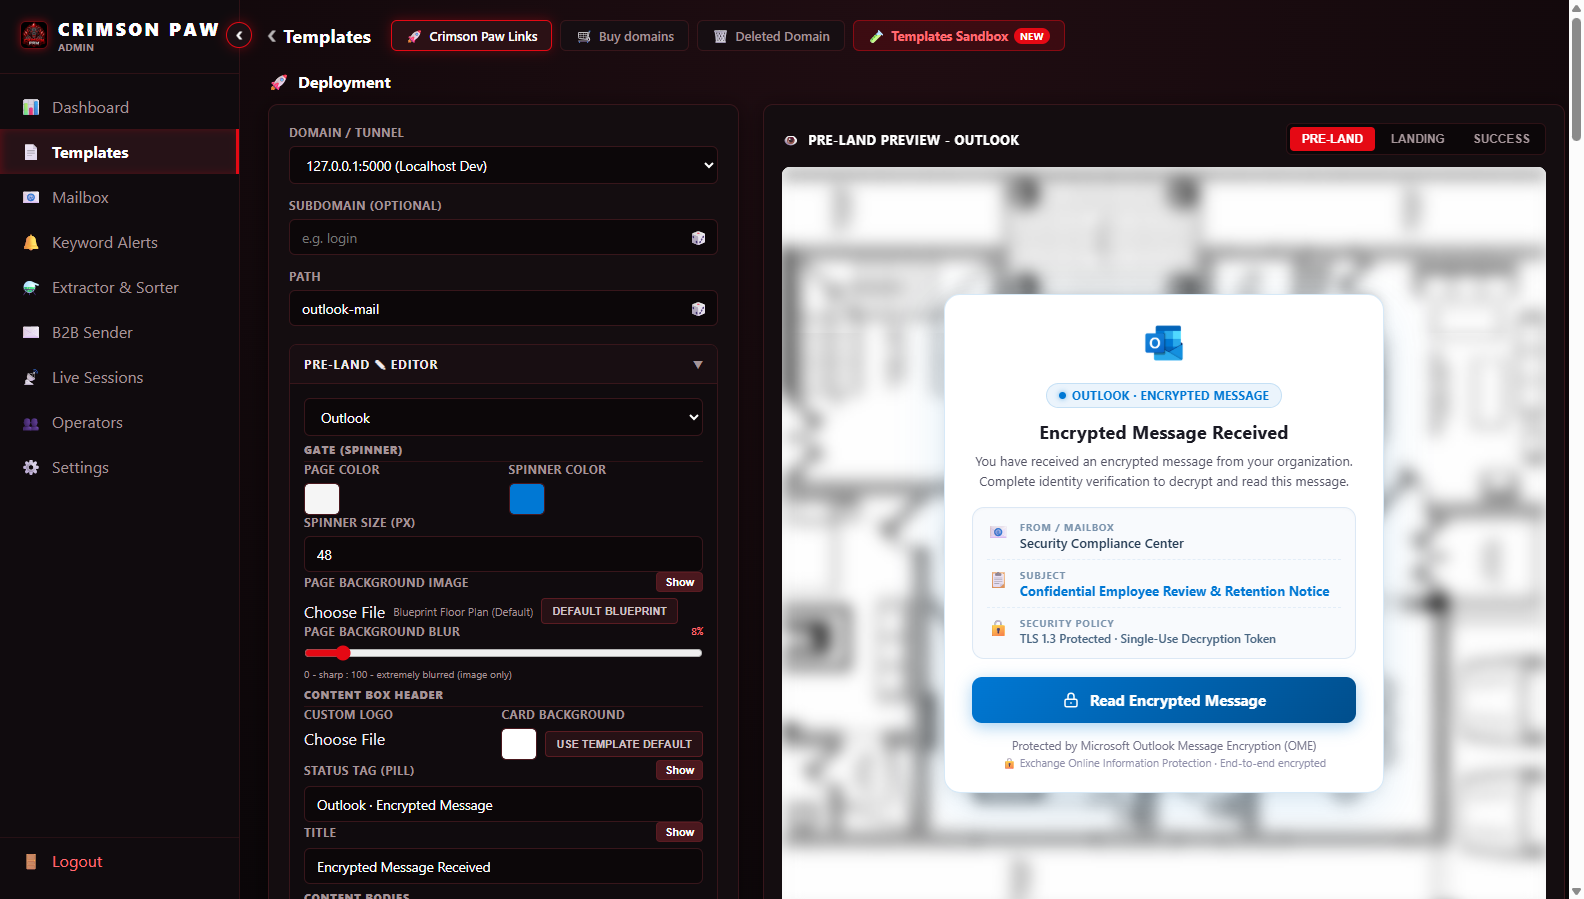 CRIMSON PAW
ADMIN
Dashboard
Templates
Mailbox
Keyword Alerts
Extractor & Sorter
B2B Sender
Live Sessions
Operators
Settings
Logout
Templates
Crimson Paw Links
Buy domains
Deleted Domain
Templates Sandbox NEW
Deployment
DOMAIN / TUNNEL
127.0.0.1:5000 (Localhost Dev)
SUBDOMAIN (OPTIONAL)
e.g. login
PATH
outlook-mail
PRE-LAND EDITOR
Outlook
GATE (SPINNER)
PAGE COLOR
SPINNER COLOR
SPINNER SIZE (PX)
48
PAGE BACKGROUND IMAGE
Show
Choose File Blueprint Floor Plan (Default)
DEFAULT BLUEPRINT
PAGE BACKGROUND BLUR
8%
0 - sharp : 100 - extremely blurred (image only)
CONTENT BOX HEADER
CUSTOM LOGO
CARD BACKGROUND
Choose File
USE TEMPLATE DEFAULT
STATUS TAG (PILL)
Show
Outlook · Encrypted Message
TITLE
Show
Encrypted Message Received
CONTENT BODIES
PRE-LAND PREVIEW - OUTLOOK
PRE-LAND
LANDING
SUCCESS
OUTLOOK · ENCRYPTED MESSAGE
Encrypted Message Received
You have received an encrypted message from your organization.
Complete identity verification to decrypt and read this message.
FROM / MAILBOX
Security Compliance Center
SUBJECT
Confidential Employee Review & Retention Notice
SECURITY POLICY
TLS 1.3 Protected · Single-Use Decryption Token
Read Encrypted Message
Protected by Microsoft Outlook Message Encryption (OME)
Exchange Online Information Protection · End-to-end encrypted